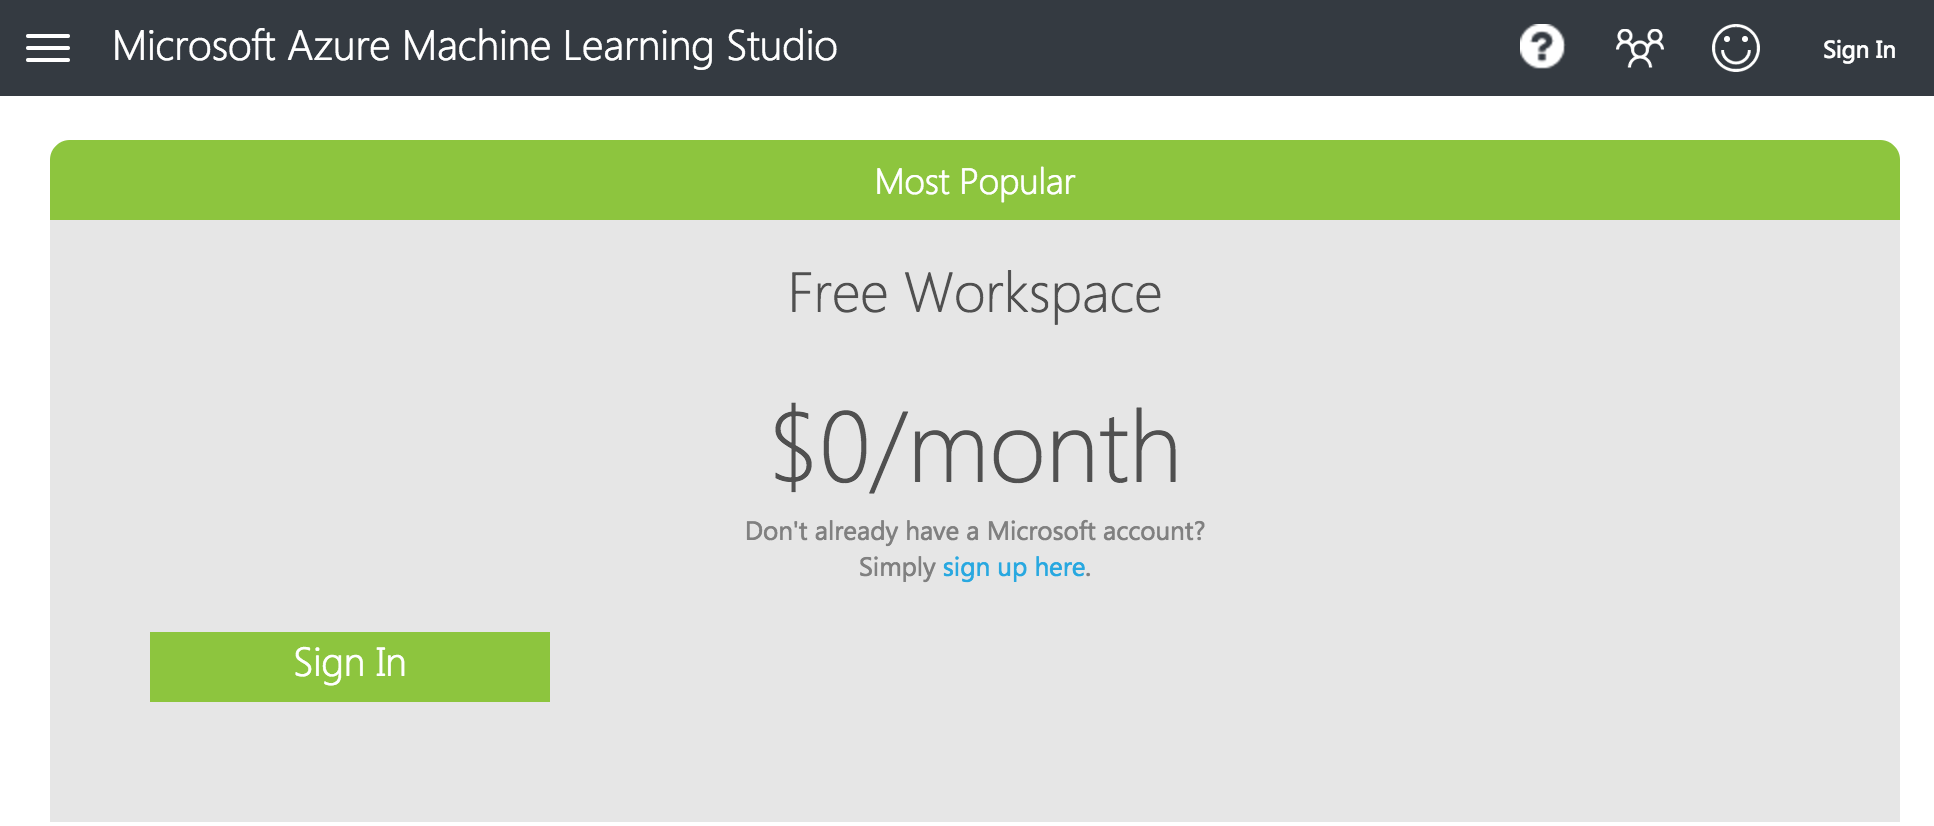 Microsoft Azure Machine Learning Studio
?
Sign In
Most Popular
Free Workspace
$0/month
Don't already have a Microsoft account?
Simply sign up here.
Sign In